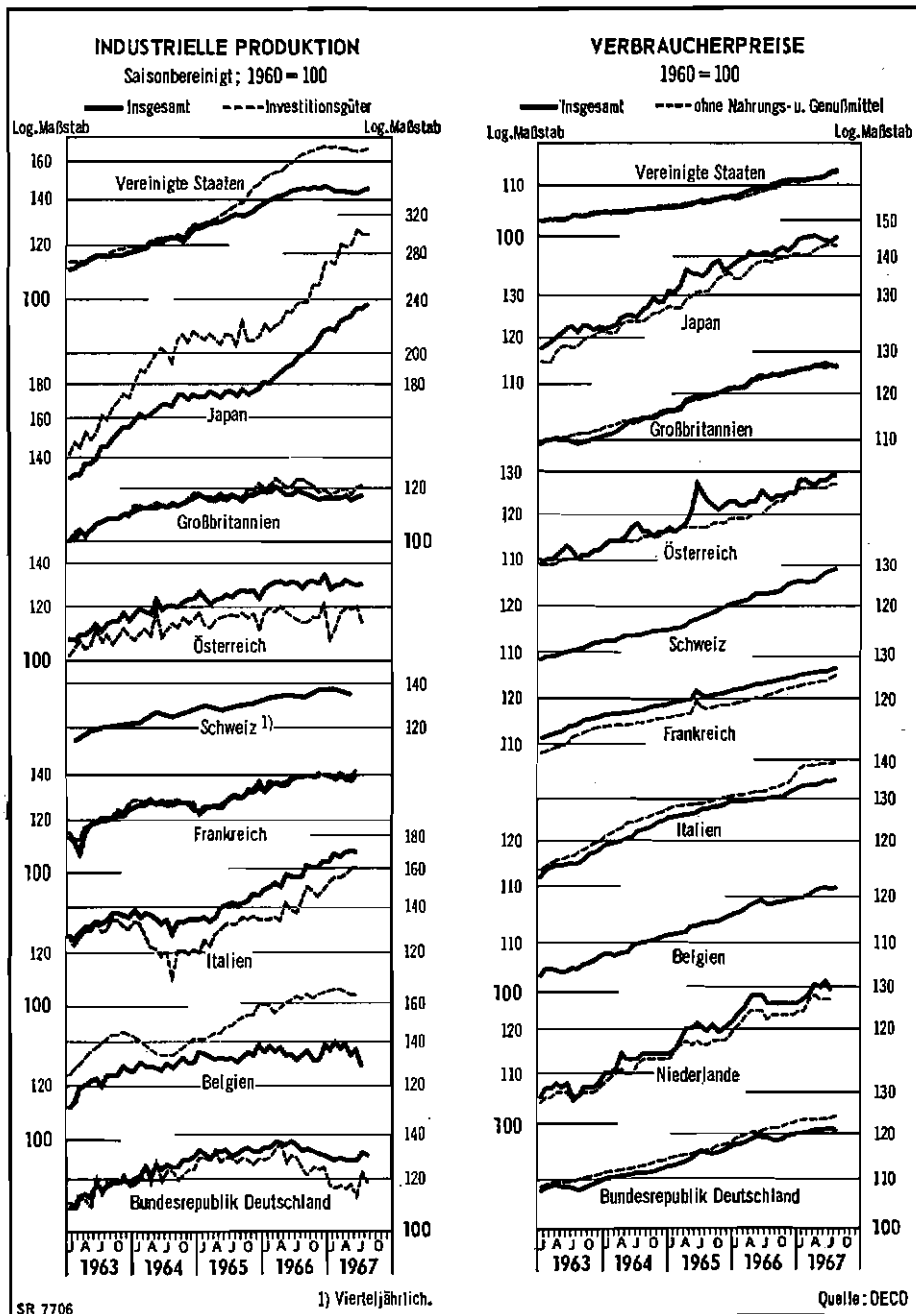 INDUSTRIELLE PRODUKTION
Saisonbereinigt; 1960=100
Insgesamt
Investitionsgüter
Log.Maßstab
Log.Maßstab
160
140
Vereinigte Staaten
320
120
280
100
240
200
180
180
160
Japan
140
120
Großbritannien
100
140
120
Österreich
100
140
120
Schweiz 1)
140
120
Frankreich
180
100
160
140
120
Italien
120
100
160
140
120
Belgien
120
100
140
120
Bundesrepublik Deutschland
100
J A J O J A J O J A J O J A J O J A J O
1963 1964 1965 1966 1967
SR 7706
1) Vierteljährlich.
VERBRAUCHERPREISE
1960=100
Insgesamt
ohne Nahrungs- u. Genußmittel
Log.Maßstab
Log.Maßstab
Vereinigte Staaten
110
150
100
140
130
130
Japan
120
130
110
120
Großbritannien
110
130
120
Österreich
110
130
120
120
Schweiz
110
130
120
120
Frankreich
110
140
130
Italien
120
120
110
120
110
Belgien
110
100
130
120
120
Niederlande
110
130
100
120
110
Bundesrepublik Deutschland
100
J A J O J A J O J A J O J A J O J A J O
1963 1964 1965 1966 1967
Quelle: OECD